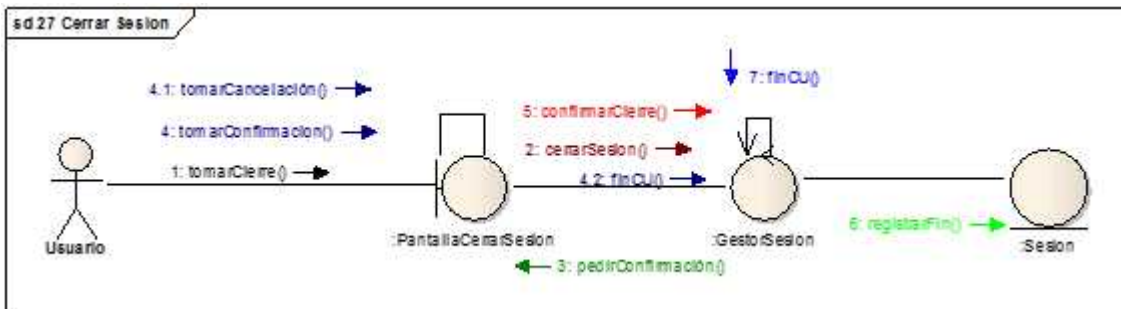 sd 27 Cerrar Sesion
4.1: tomarCancelación()
7: finCU()
5: confirmarCierre()
4: tomarConfirmacion()
2: cerrarSesion()
1: tomarCierre()
4.2: finCU()
6: registrarFin()
Usuario
:PantallaCerrarSesion
:GestorSesion
:Sesion
3: pedirConfirmación()